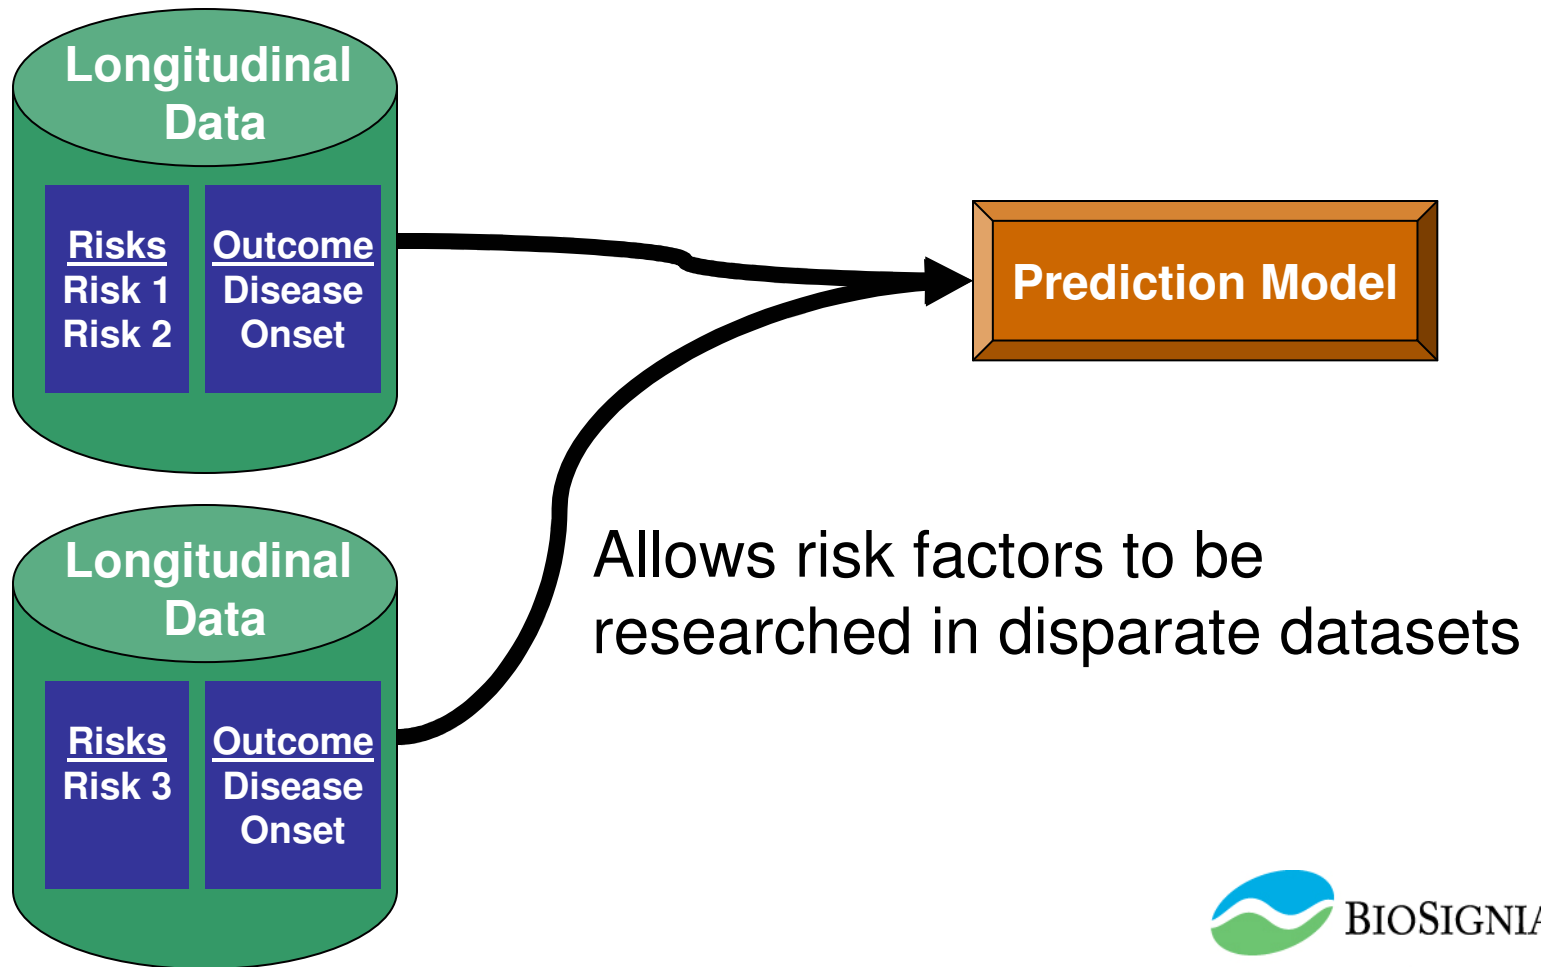 Longitudinal
Data
Risks
Risk 1
Risk 2
Outcome
Disease
Onset
Prediction Model
Longitudinal
Data
Risks
Risk 3
Outcome
Disease
Onset
Allows risk factors to be
researched in disparate datasets
BIOSIGNIA